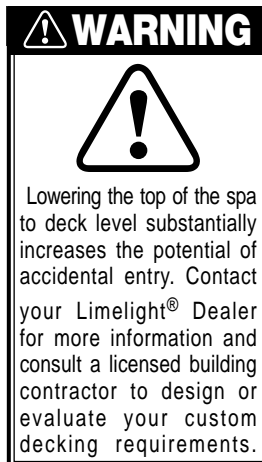 WARNING
Lowering the top of the spa
to deck level substantially
increases the potential of
accidental entry. Contact
your Limelight® Dealer
for more information and
consult a licensed building
contractor to design or
evaluate your custom
decking requirements.